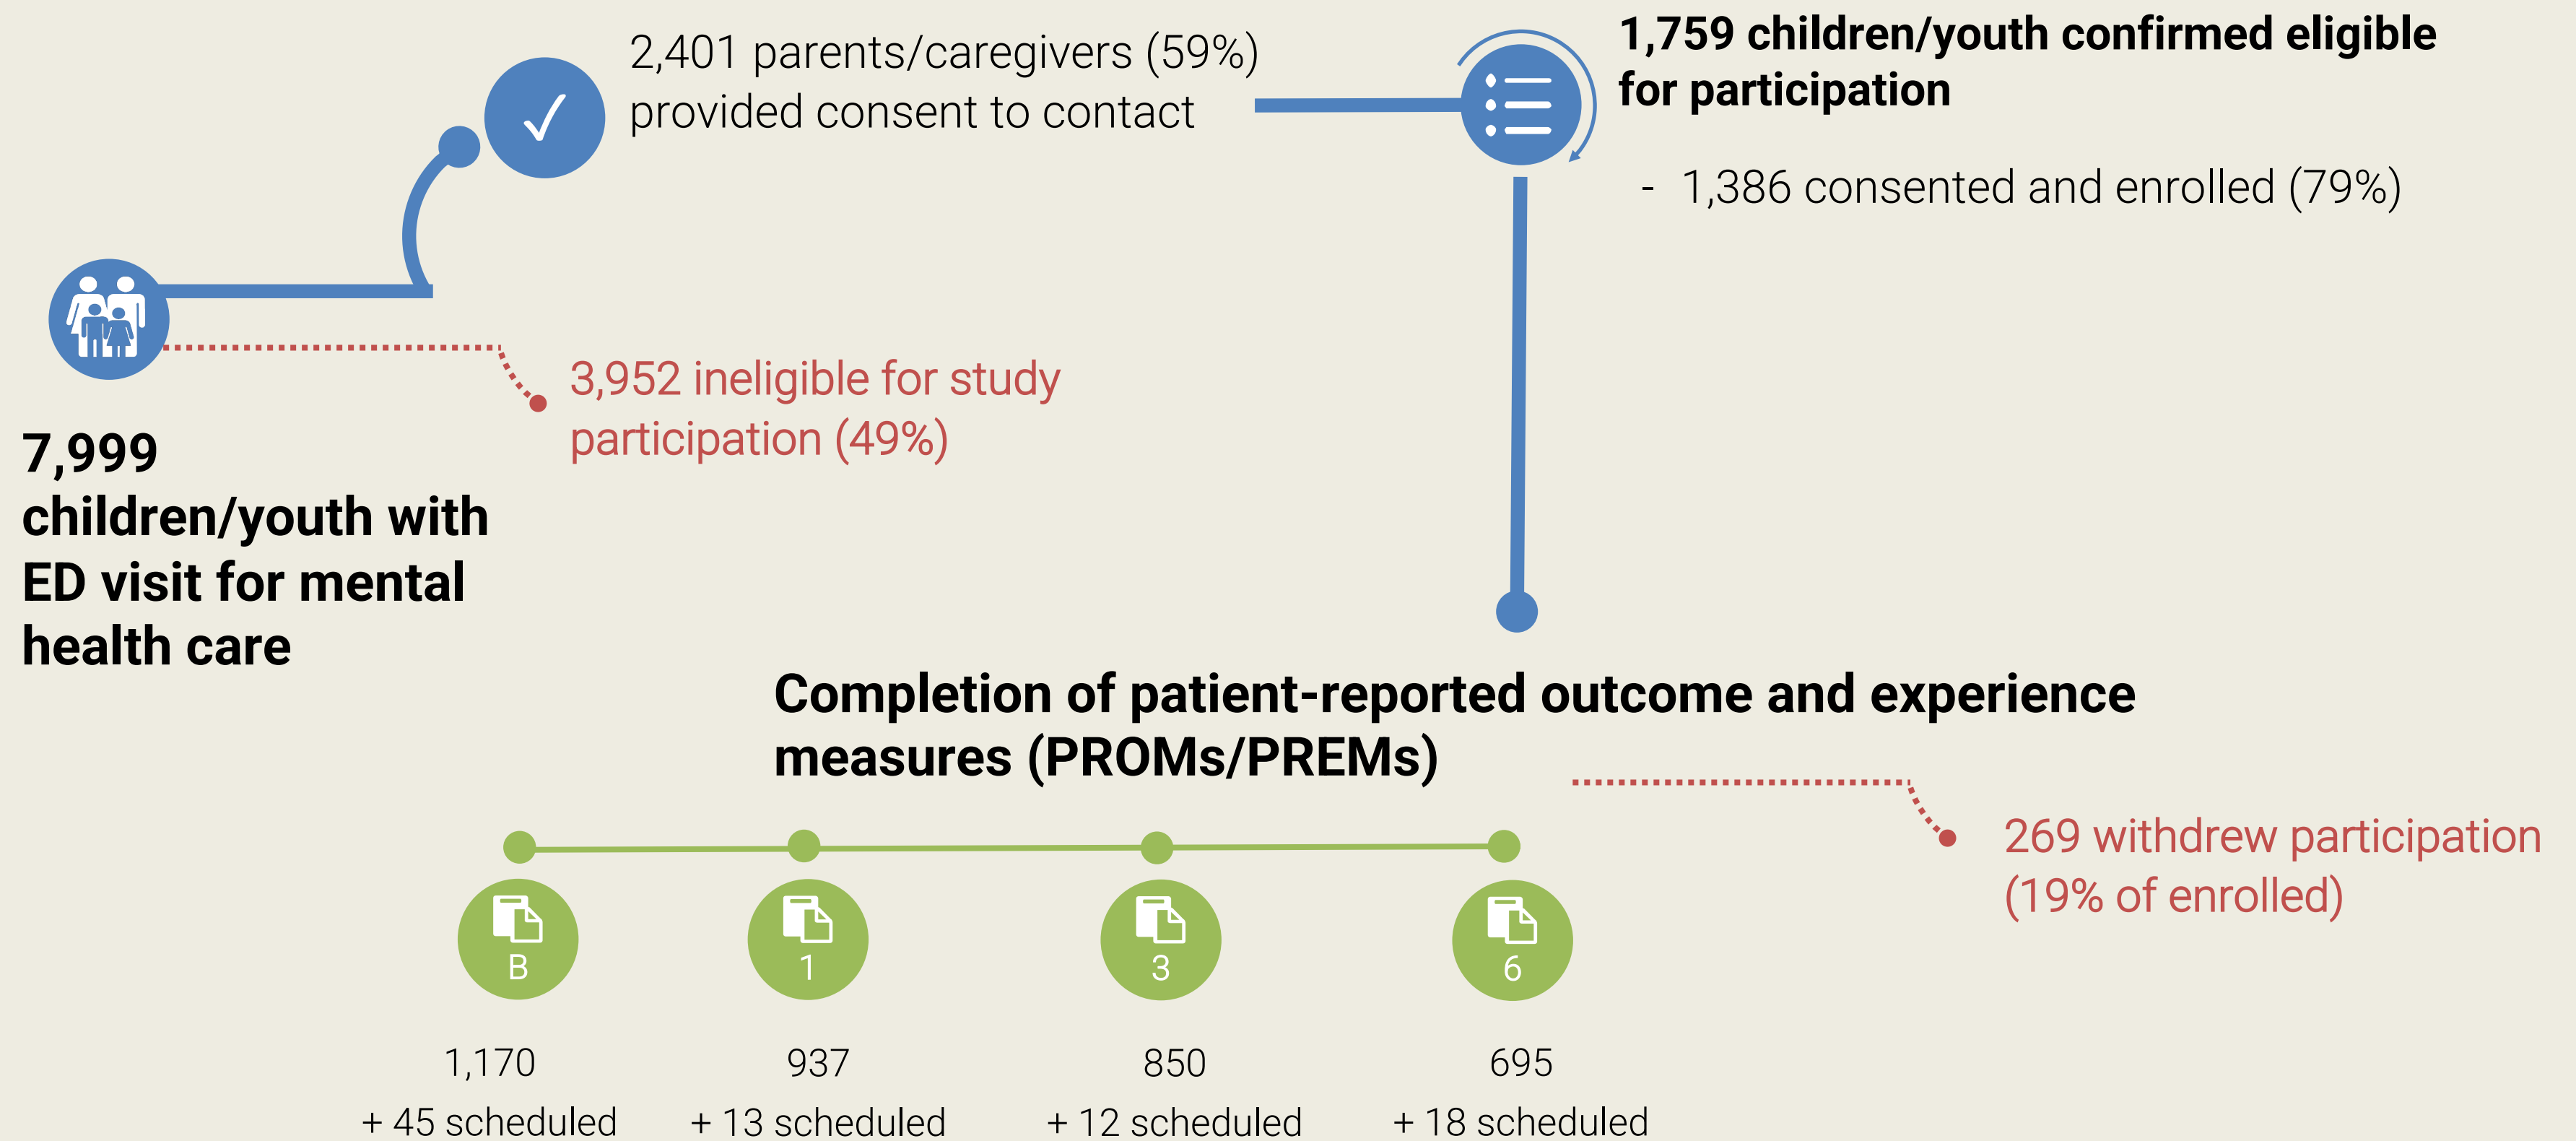 2,401 parents/caregivers (59%)
provided consent to contact
1,759 children/youth confirmed eligible
for participation
- 1,386 consented and enrolled (79%)
3,952 ineligible for study
participation (49%)
7,999
children/youth with
ED visit for mental
health care
Completion of patient-reported outcome and experience
measures (PROMs/PREMs)
269 withdrew participation
(19% of enrolled)
B
1
3
6
1,170
937
850
695
+ 45 scheduled
+ 13 scheduled
+ 12 scheduled
+ 18 scheduled